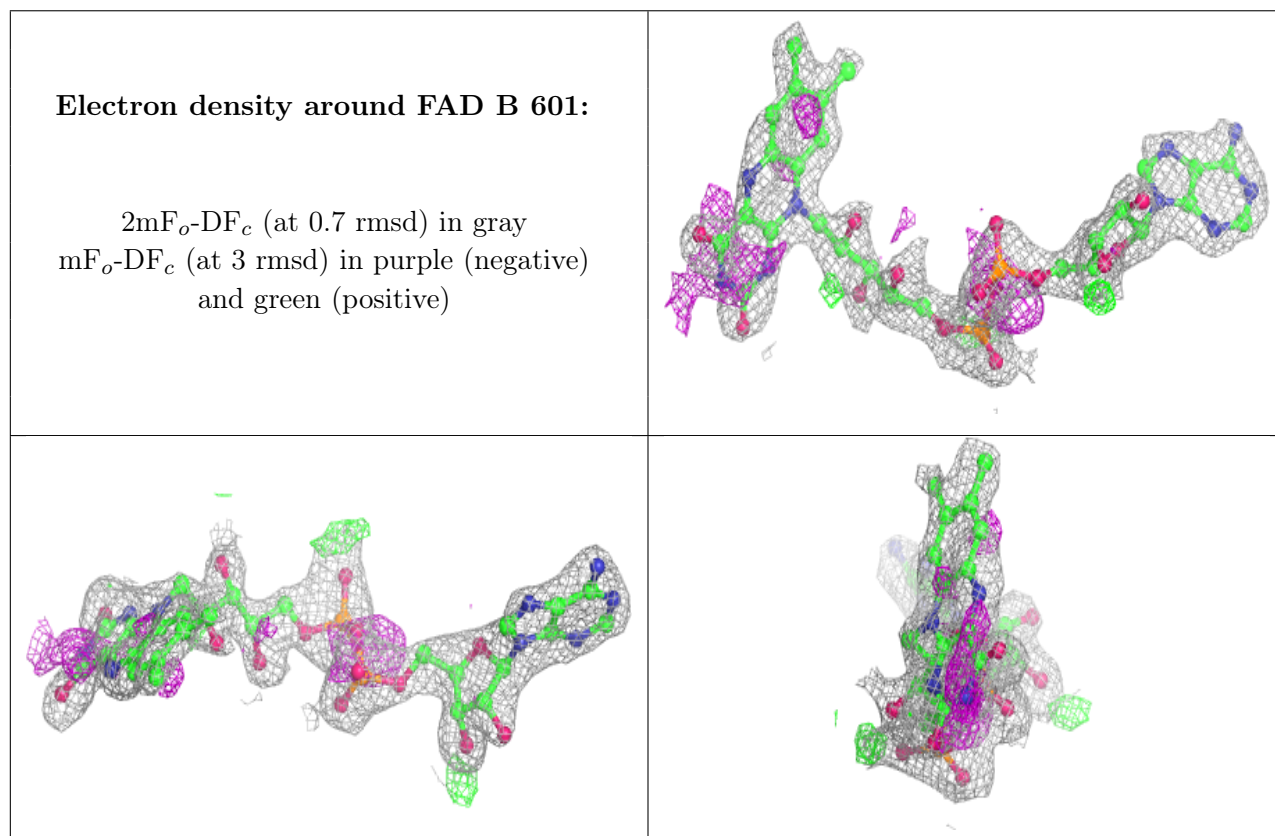 Electron density around FAD B 601:
2mFo-DFc (at 0.7 rmsd) in gray
mFo-DFc (at 3 rmsd) in purple (negative)
and green (positive)